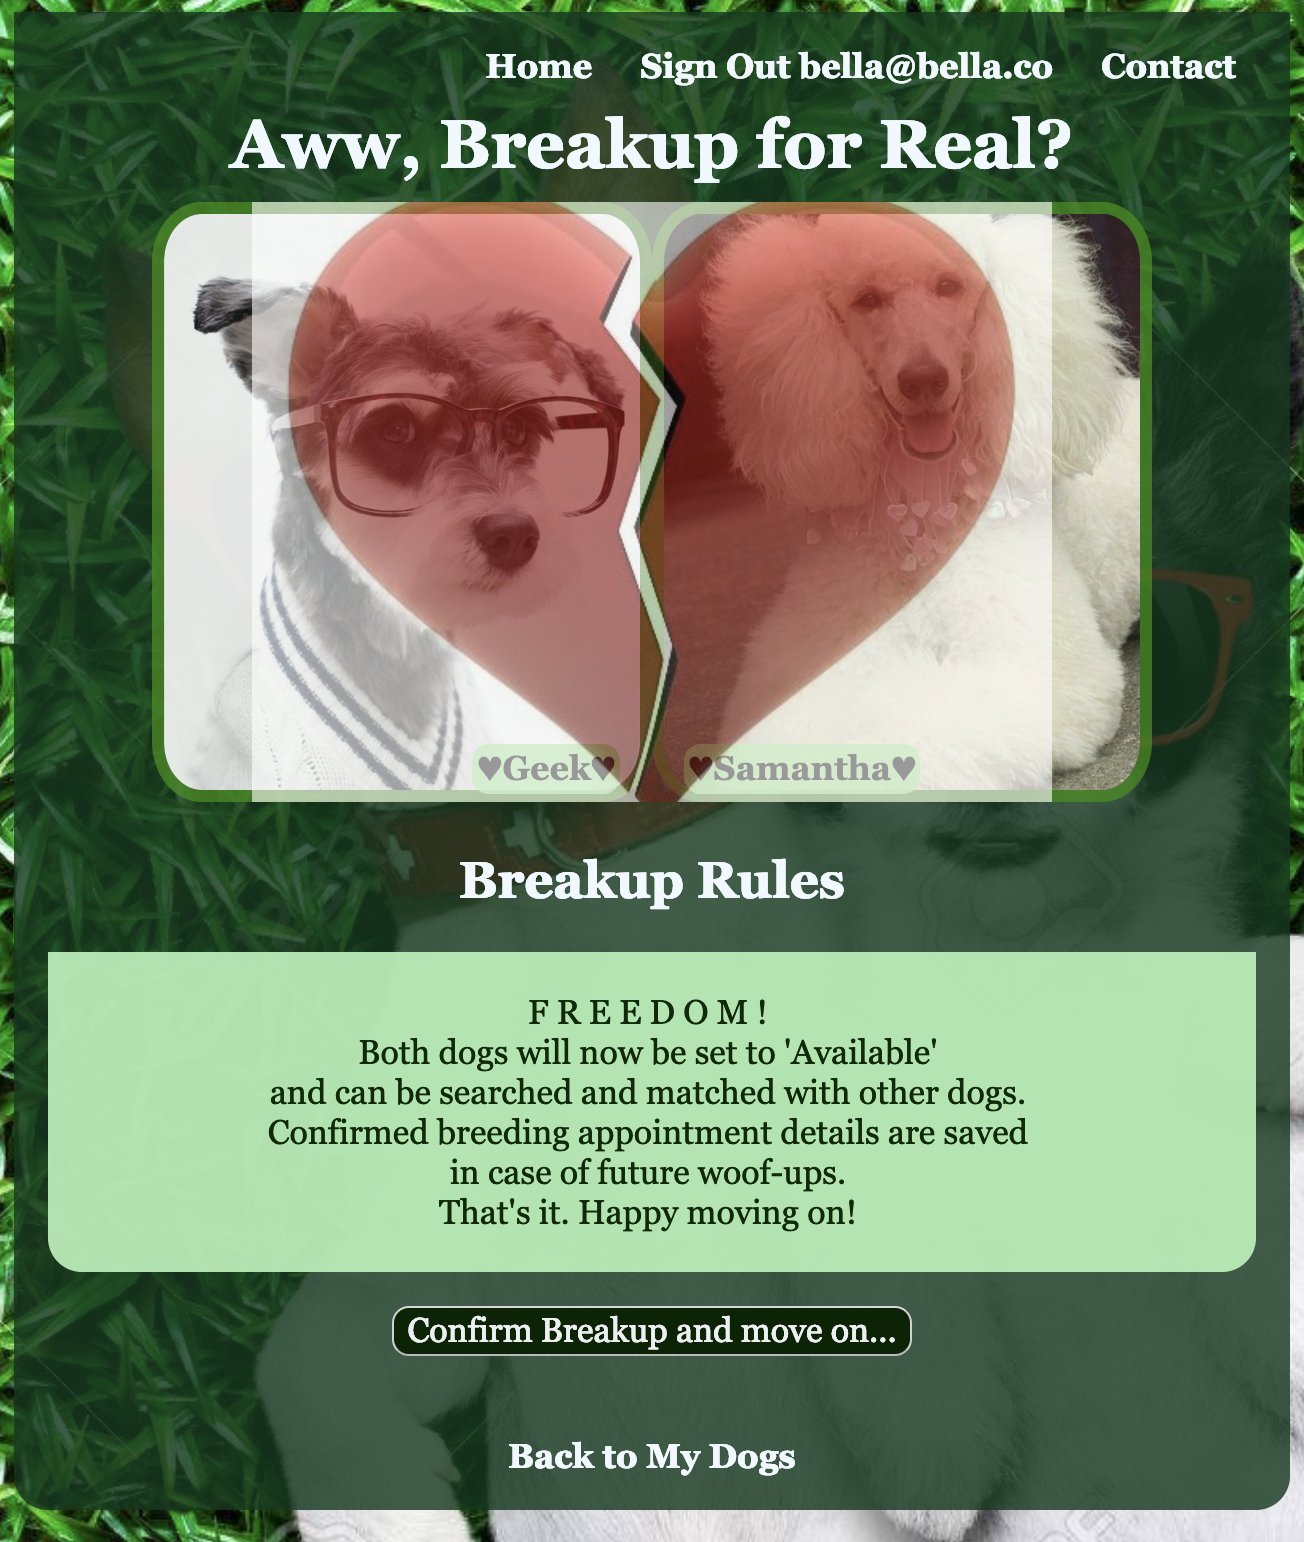 Home Sign Out bella@bella.co Contact
Aww, Breakup for Real?
♥Geek♥ ♥Samantha♥
Breakup Rules
F R E E D O M !
Both dogs will now be set to 'Available'
and can be searched and matched with other dogs.
Confirmed breeding appointment details are saved
in case of future woof-ups.
That's it. Happy moving on!
Confirm Breakup and move on...
Back to My Dogs